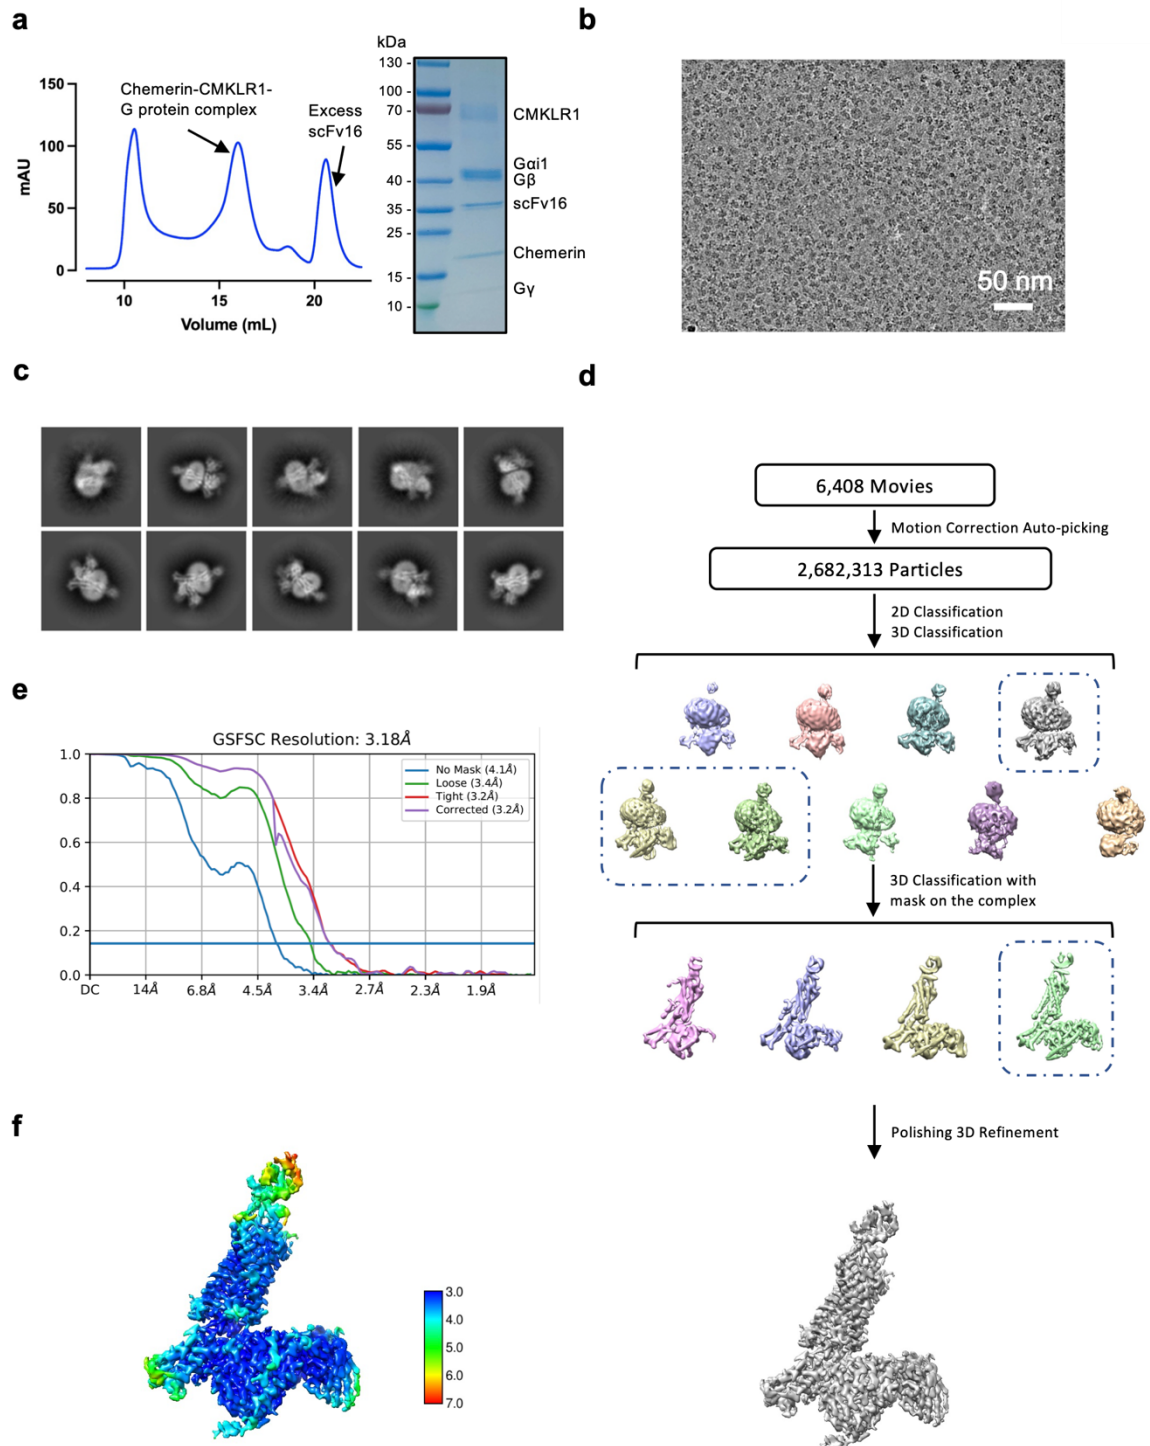 a
kDa
130 -
100 -
70 -
55 -
40 -
35 -
25 -
15 -
10 -
CMKLR1
Gαi1
Gβ
scFv16
Chemerin
Gγ
Chemerin-CMKLR1-
G protein complex
Excess
scFv16
150
100
50
0
mAU
10
15
20
Volume (mL)
b
50 nm
c
d
6,408 Movies
Motion Correction Auto-picking
2,682,313 Particles
2D Classification
3D Classification
3D Classification with
mask on the complex
Polishing 3D Refinement
e
GSFSC Resolution: 3.18Å
No Mask (4.1Å)
Loose (3.4Å)
Tight (3.2Å)
Corrected (3.2Å)
1.0
0.8
0.6
0.4
0.2
0.0
DC 14Å 6.8Å 4.5Å 3.44Å 2.7Å 2.3Å 1.9Å
f
3.0
4.0
5.0
6.0
7.0